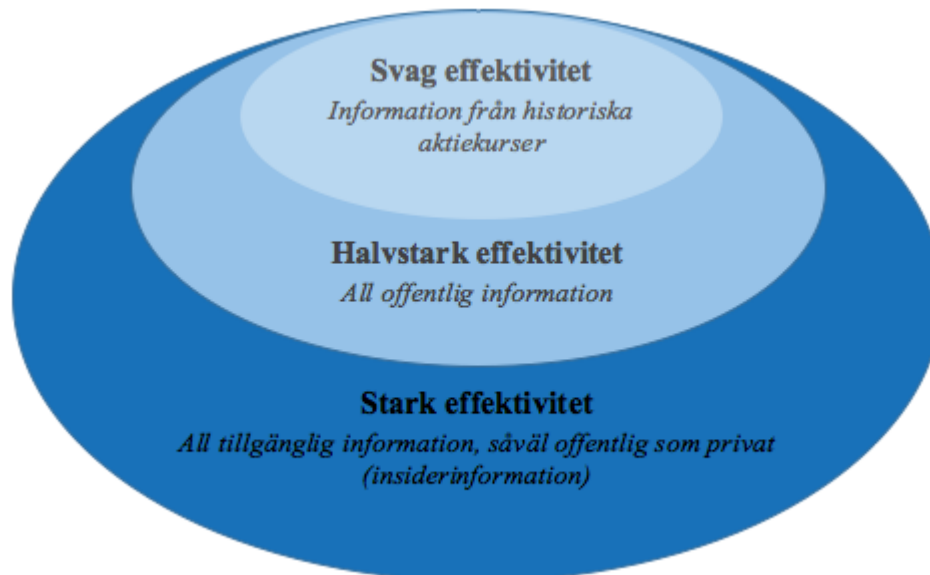 Svag effektivitet
Information från historiska
aktiekurser
Halvstark effektivitet
All offentlig information
Stark effektivitet
All tillgänglig information, såväl offentlig som privat
(insiderinformation)